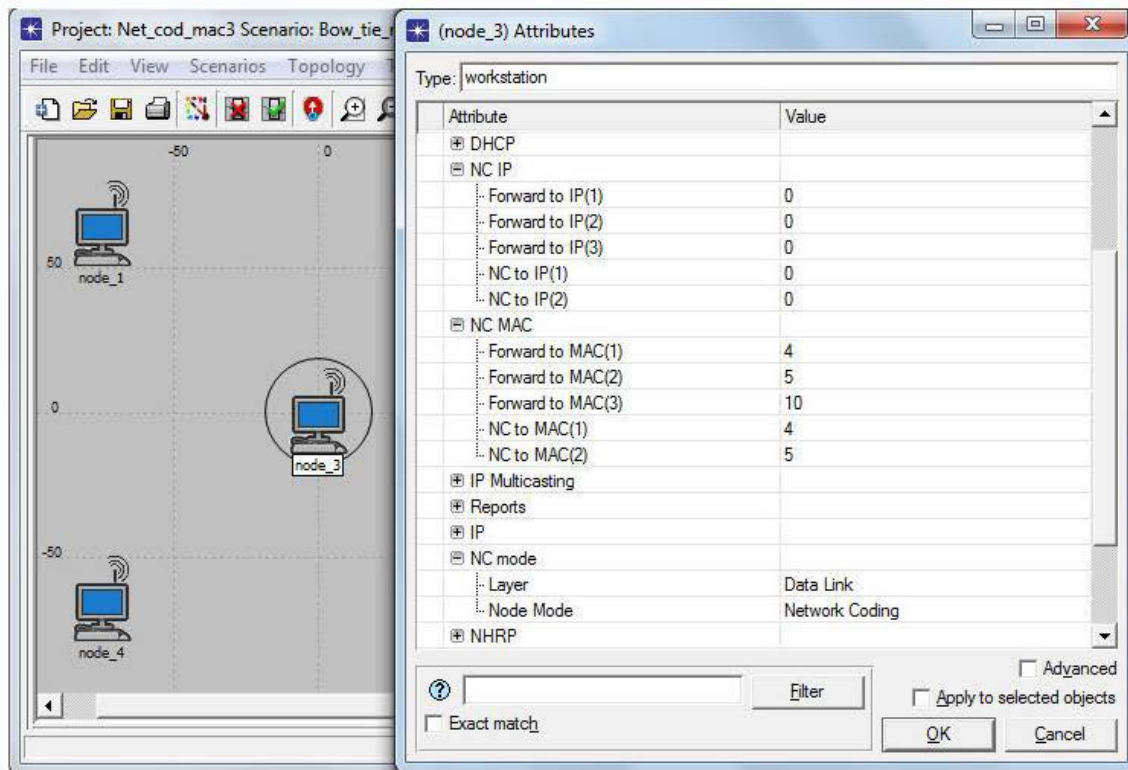 Project: Net_cod_mac3 Scenario: Bow_tie_
File Edit View Scenarios Topology
-50 0
50
node_1
0
node_3
-50
node_4
(node_3) Attributes
Type: workstation
Attribute Value
DHCP
NC IP
Forward to IP(1) 0
Forward to IP(2) 0
Forward to IP(3) 0
NC to IP(1) 0
NC to IP(2) 0
NC MAC
Forward to MAC(1) 4
Forward to MAC(2) 5
Forward to MAC(3) 10
NC to MAC(1) 4
NC to MAC(2) 5
IP Multicasting
Reports
IP
NC mode
Layer Data Link
Node Mode Network Coding
NHRP
Advanced
Filter
Apply to selected objects
Exact match
OK Cancel